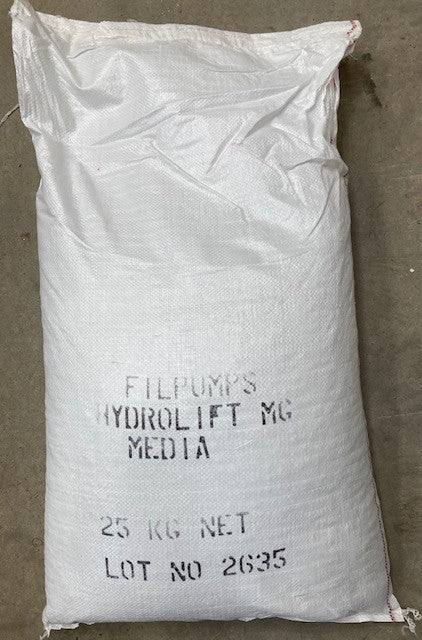 FILPUMPS
HYDROLIFT MG
MEDIA
25 KG NET
LOT NO 2635